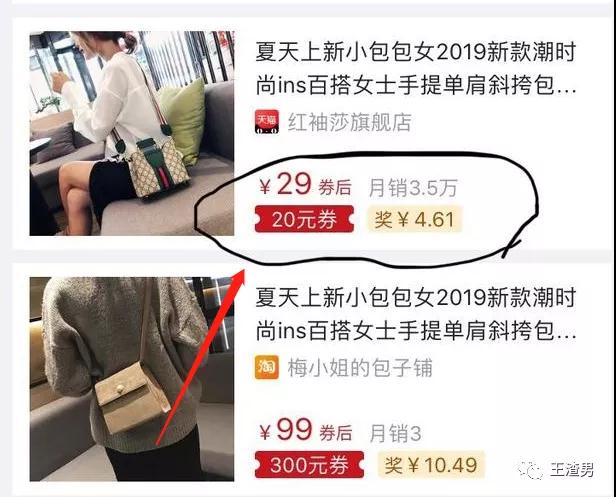 夏天上新小包包女2019新款潮时
尚ins百搭女士手提单肩斜挎包...
天猫 红袖莎旗舰店
¥29 券后 月销3.5万
20元券 奖¥4.61
夏天上新小包包女2019新款潮时
尚ins百搭女士手提单肩斜挎包...
淘 梅小姐的包子铺
¥99 券后 月销3
300元券 奖¥10.49
王渣男